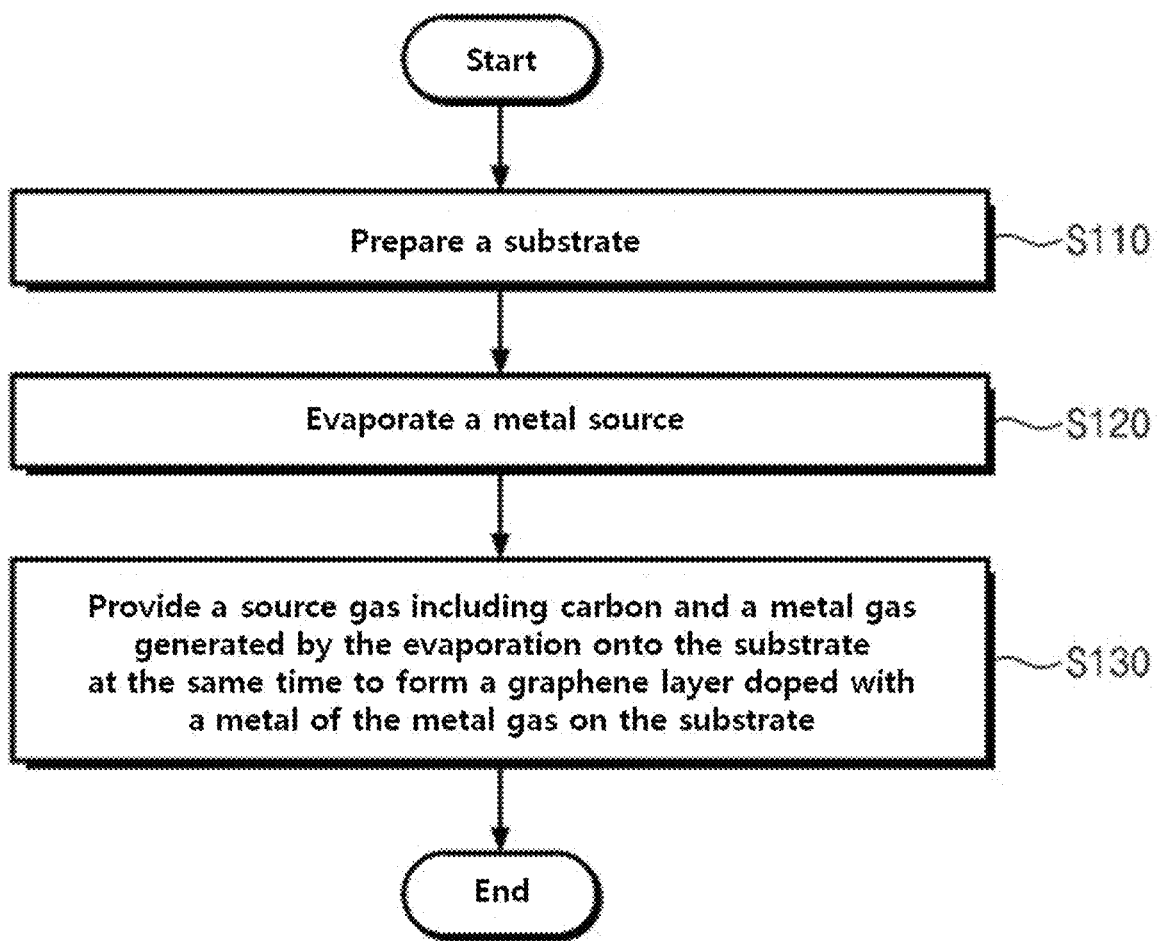 Start
Prepare a substrate
S110
Evaporate a metal source
S120
Provide a source gas including carbon and a metal gas
generated by the evaporation onto the substrate
at the same time to form a graphene layer doped with
a metal of the metal gas on the substrate
S130
End